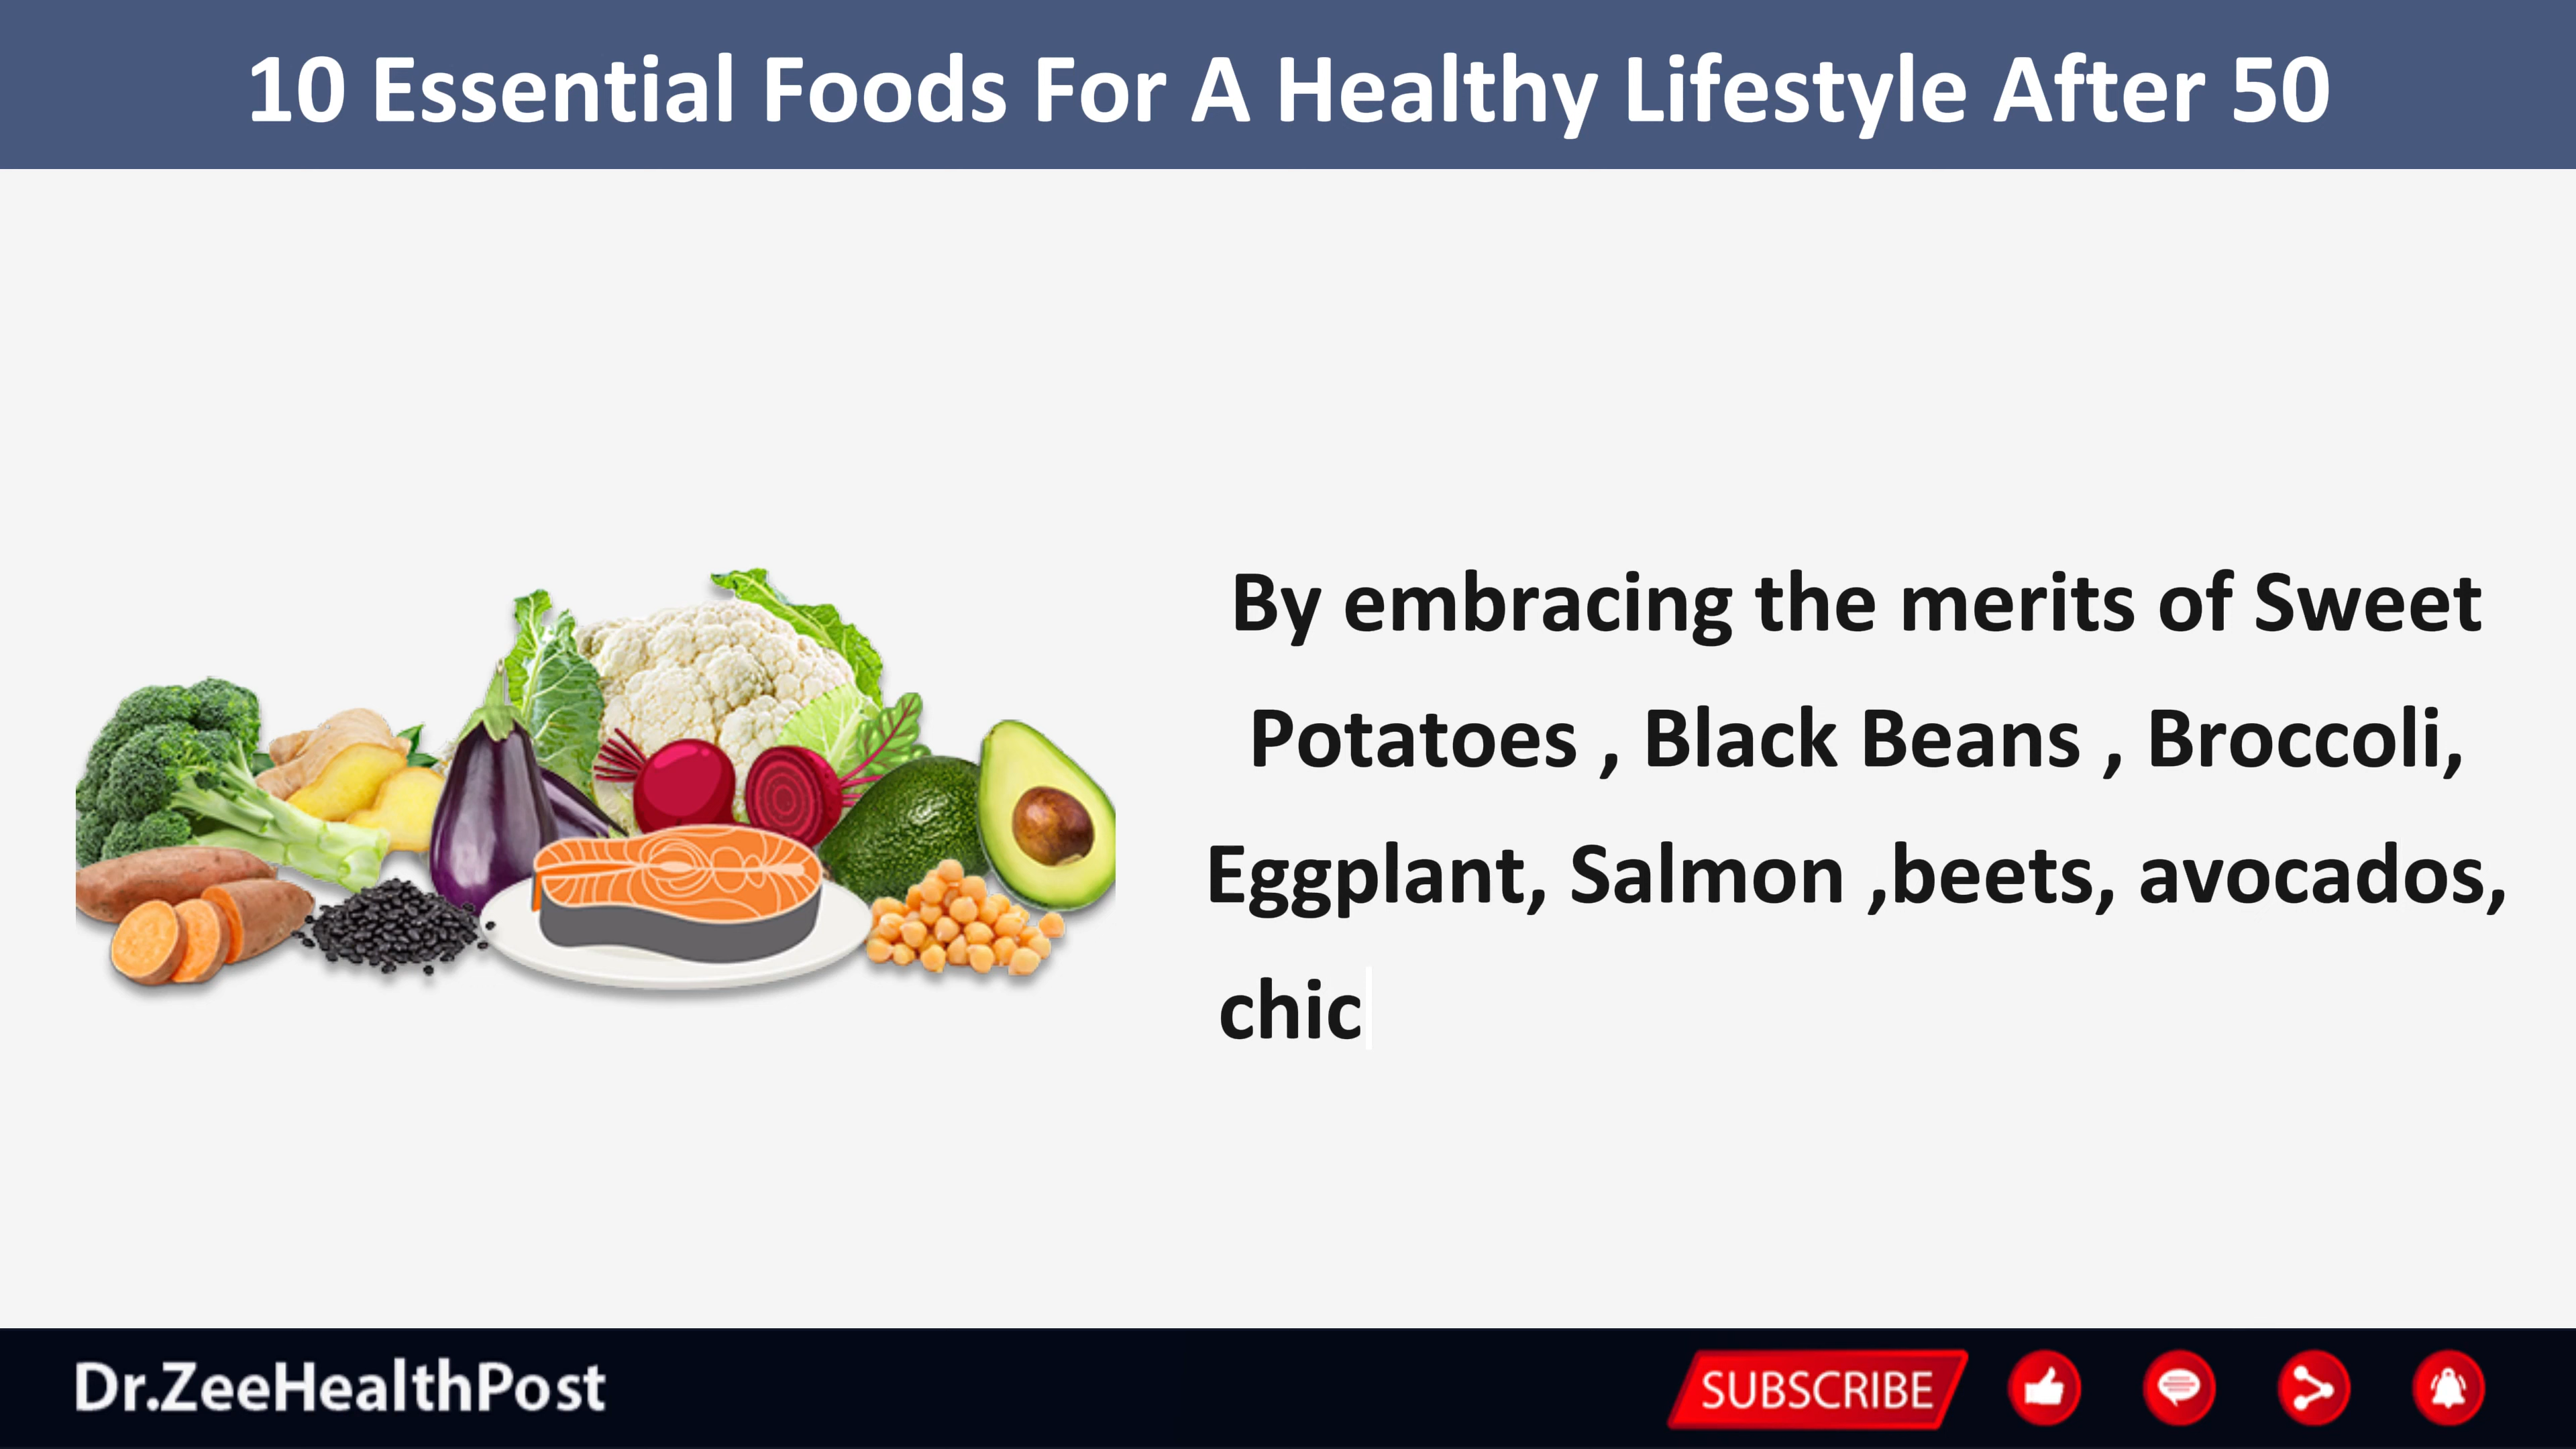 10 Essential Foods For A Healthy Lifestyle After 50
By embracing the merits of Sweet
Potatoes , Black Beans , Broccoli,
Eggplant, Salmon ,beets, avocados,
chic
Dr.ZeeHealthPost
SUBSCRIBE